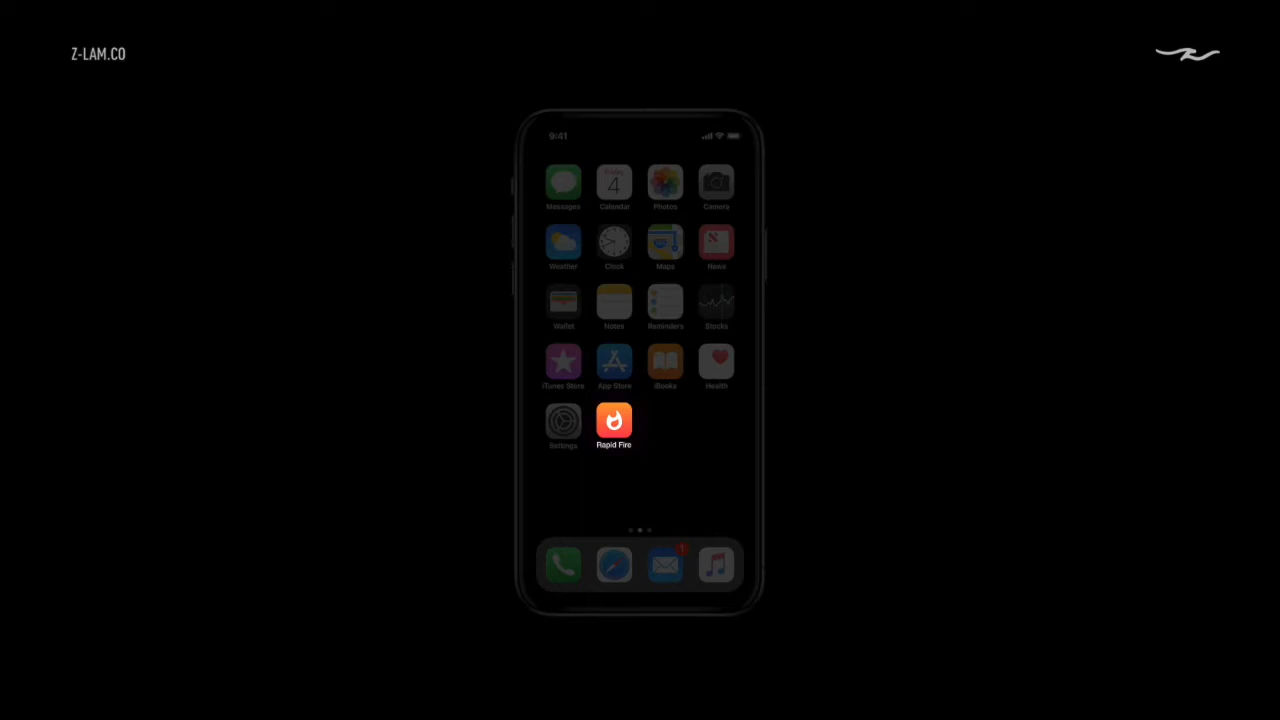 Z-LAM.CO
9:41
Friday
4
Messages Calendar Photos Camera
Weather Clock Maps News
Wallet Notes Reminders Stocks
iTunes Store App Store iBooks Health
Settings Rapid Fire
1